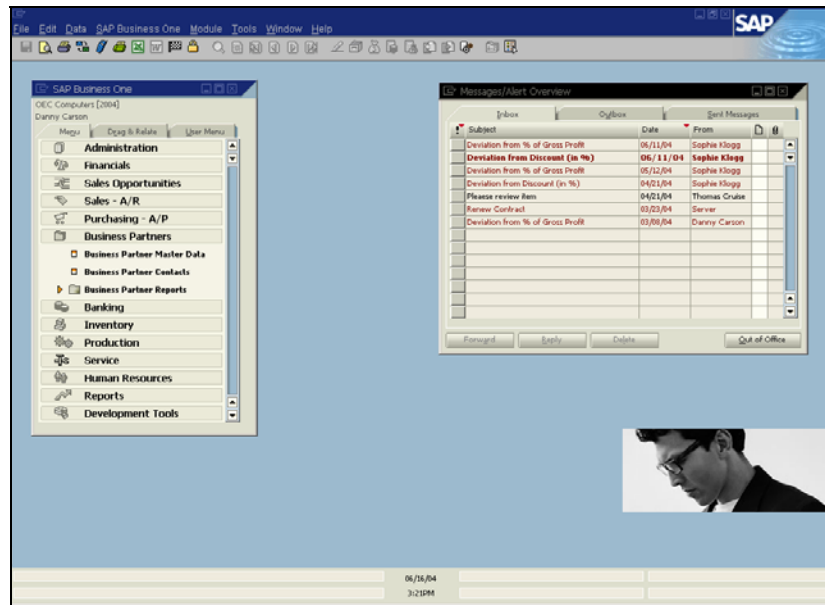 File Edit Data SAP Business One Module Tools Window Help
SAP
SAP Business One
OEC Computers [2004]
Danny Carson
Menu Drag & Relate User Menu
Administration
Financials
Sales Opportunities
Sales - A/R
Purchasing - A/P
Business Partners
Business Partner Master Data
Business Partner Contacts
Business Partner Reports
Banking
Inventory
Production
Service
Human Resources
Reports
Development Tools
Messages/Alert Overview
Inbox Outbox Sent Messages
! Subject Date From
Deviation from % of Gross Profit 06/11/04 Sophie Klogg
Deviation from Discount (in %) 06/11/04 Sophie Klogg
Deviation from % of Gross Profit 05/12/04 Sophie Klogg
Deviation from Discount (in %) 04/21/04 Sophie Klogg
Pleaese review item 04/21/04 Thomas Cruise
Renew Contract 03/23/04 Server
Deviation from % of Gross Profit 03/08/04 Danny Carson
Forward Reply Delete Out of Office
06/16/04
3:21PM